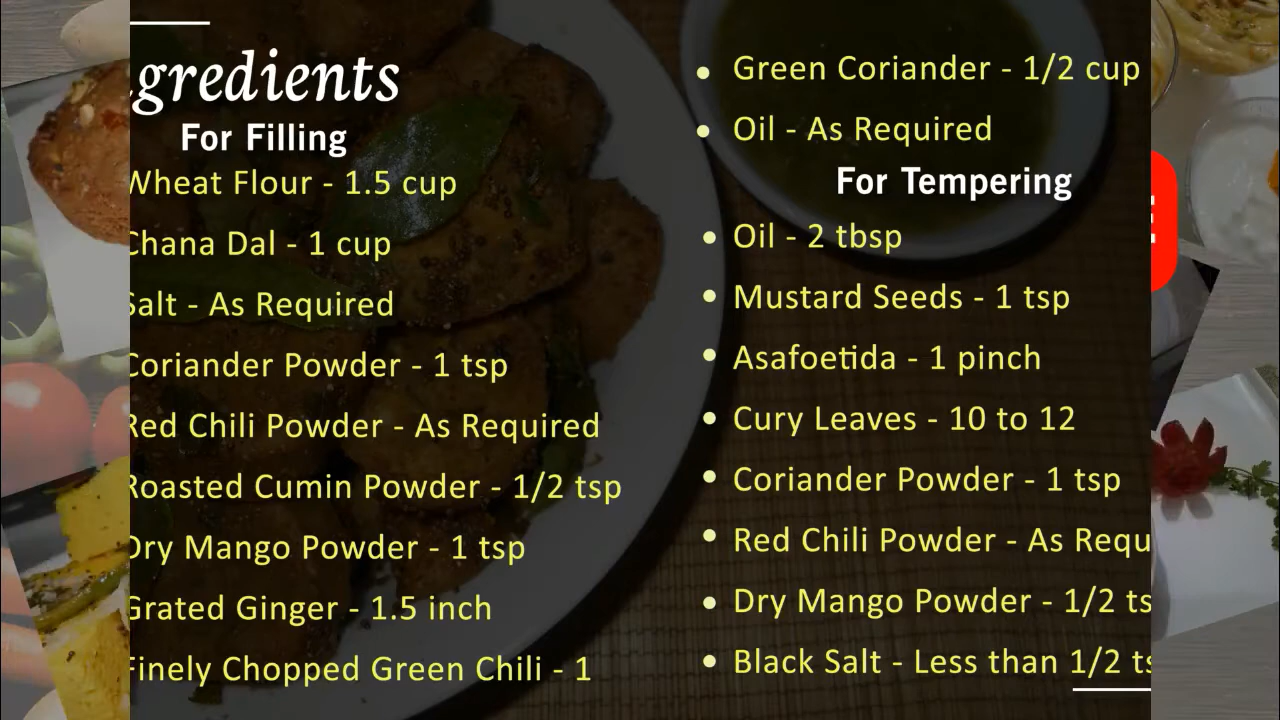 gredients
For Filling
Wheat Flour - 1.5 cup
Chana Dal - 1 cup
Salt - As Required
Coriander Powder - 1 tsp
Red Chili Powder - As Required
Roasted Cumin Powder - 1/2 tsp
Dry Mango Powder - 1 tsp
Grated Ginger - 1.5 inch
Finely Chopped Green Chili - 1
Green Coriander - 1/2 cup
Oil - As Required
For Tempering
Oil - 2 tbsp
Mustard Seeds - 1 tsp
Asafoetida - 1 pinch
Cury Leaves - 10 to 12
Coriander Powder - 1 tsp
Red Chili Powder - As Requ
Dry Mango Powder - 1/2 ts
Black Salt - Less than 1/2 ts